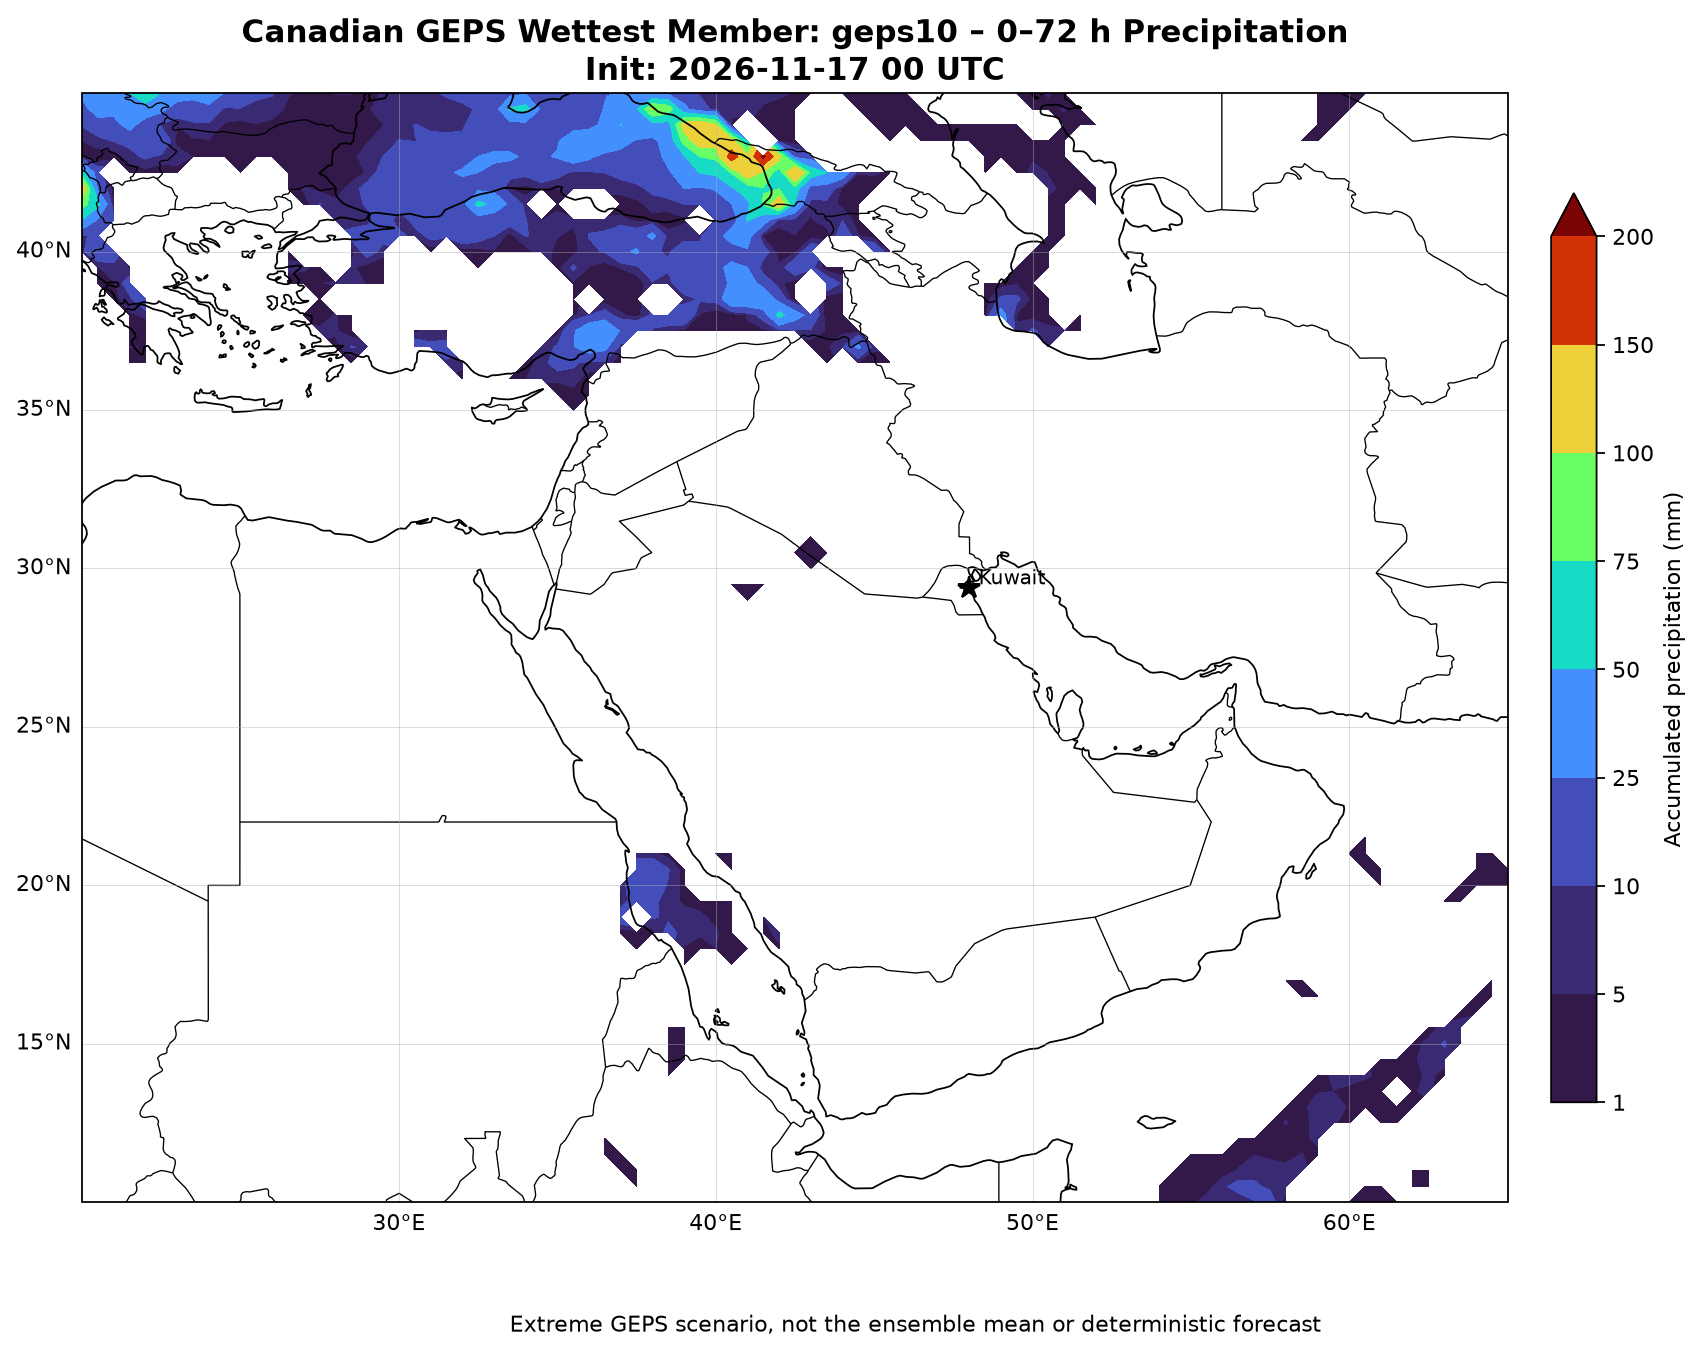 Canadian GEPS Wettest Member: geps10 – 0–72 h Precipitation
Init: 2026-11-17 00 UTC
40°N
35°N
30°N
25°N
20°N
15°N
Kuwait
30°E
40°E
50°E
60°E
200
150
100
75
50
25
10
5
1
Accumulated precipitation (mm)
Extreme GEPS scenario, not the ensemble mean or deterministic forecast